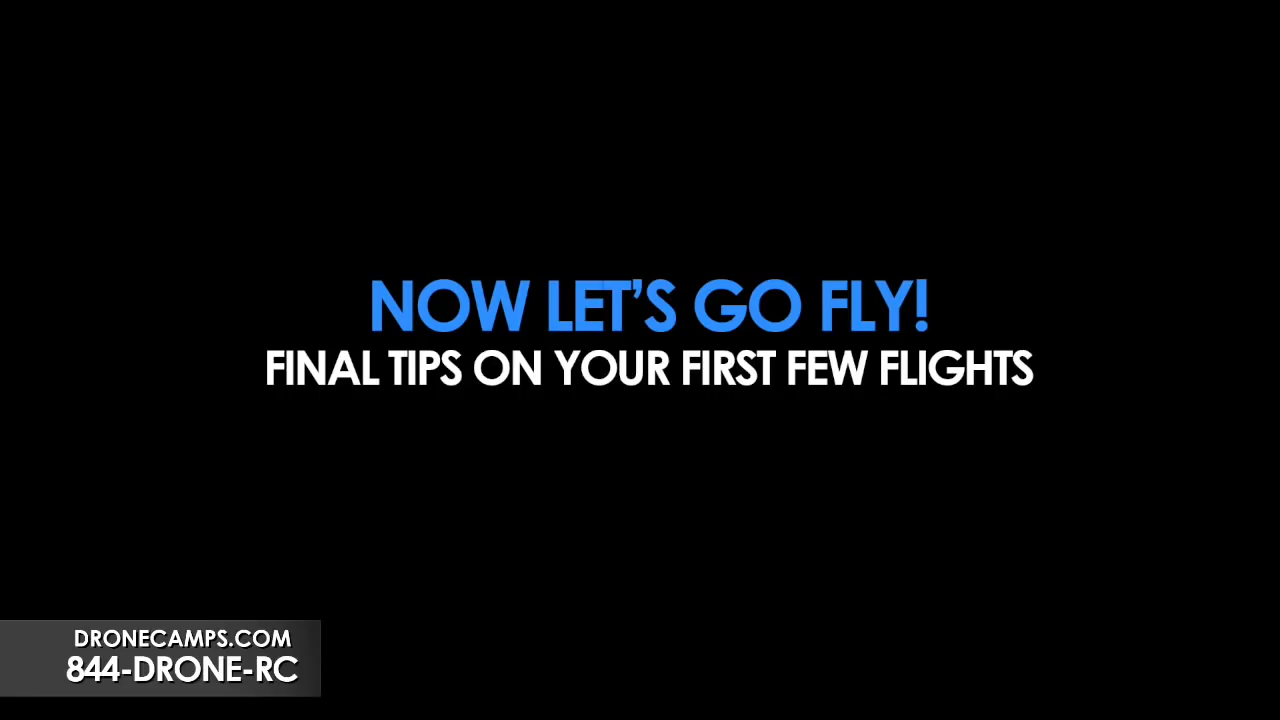 NOW LET'S GO FLY!
FINAL TIPS ON YOUR FIRST FEW FLIGHTS
DRONECAMPS.COM
844-DRONE-RC